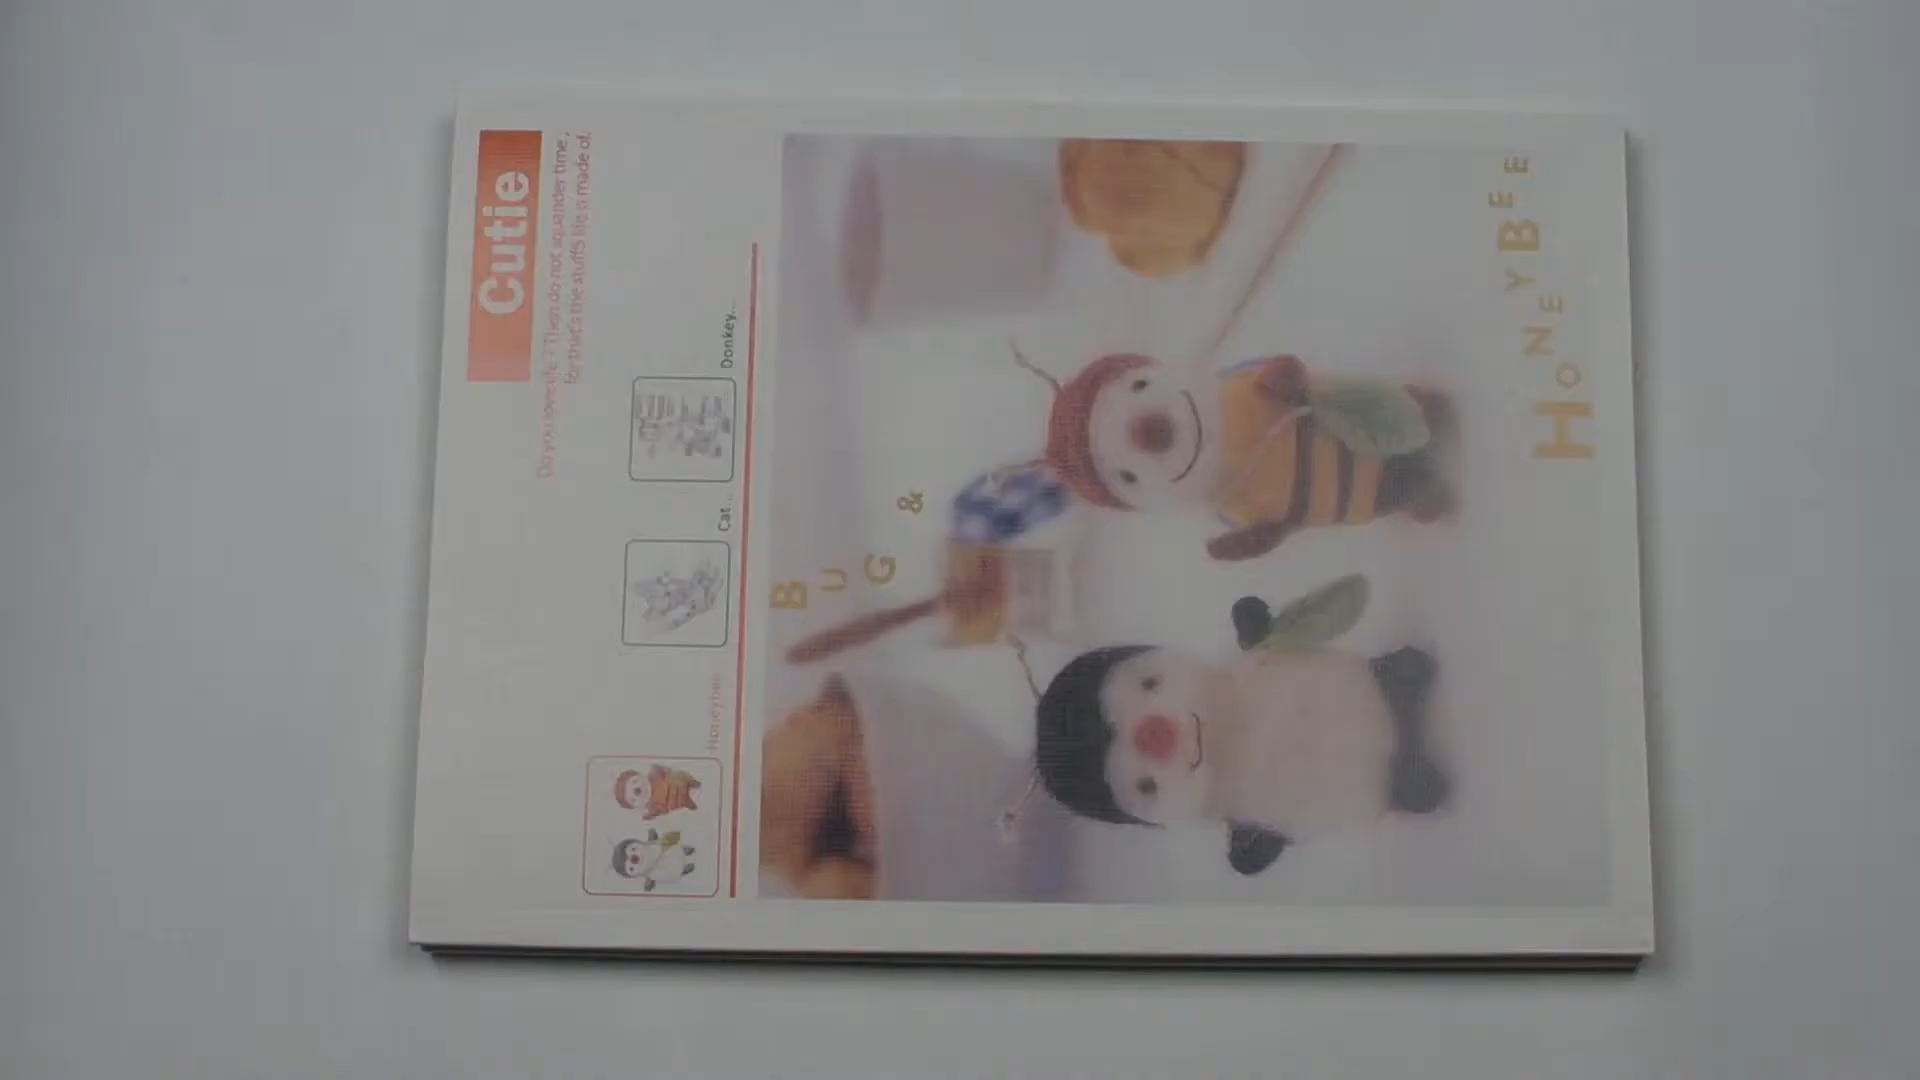 Cutie
Do you love life ? Then do not squander time,
for that's the stuff5 life is made of.
Honeybee
Cat...
Donkey...
BUG &
HONEYBEE